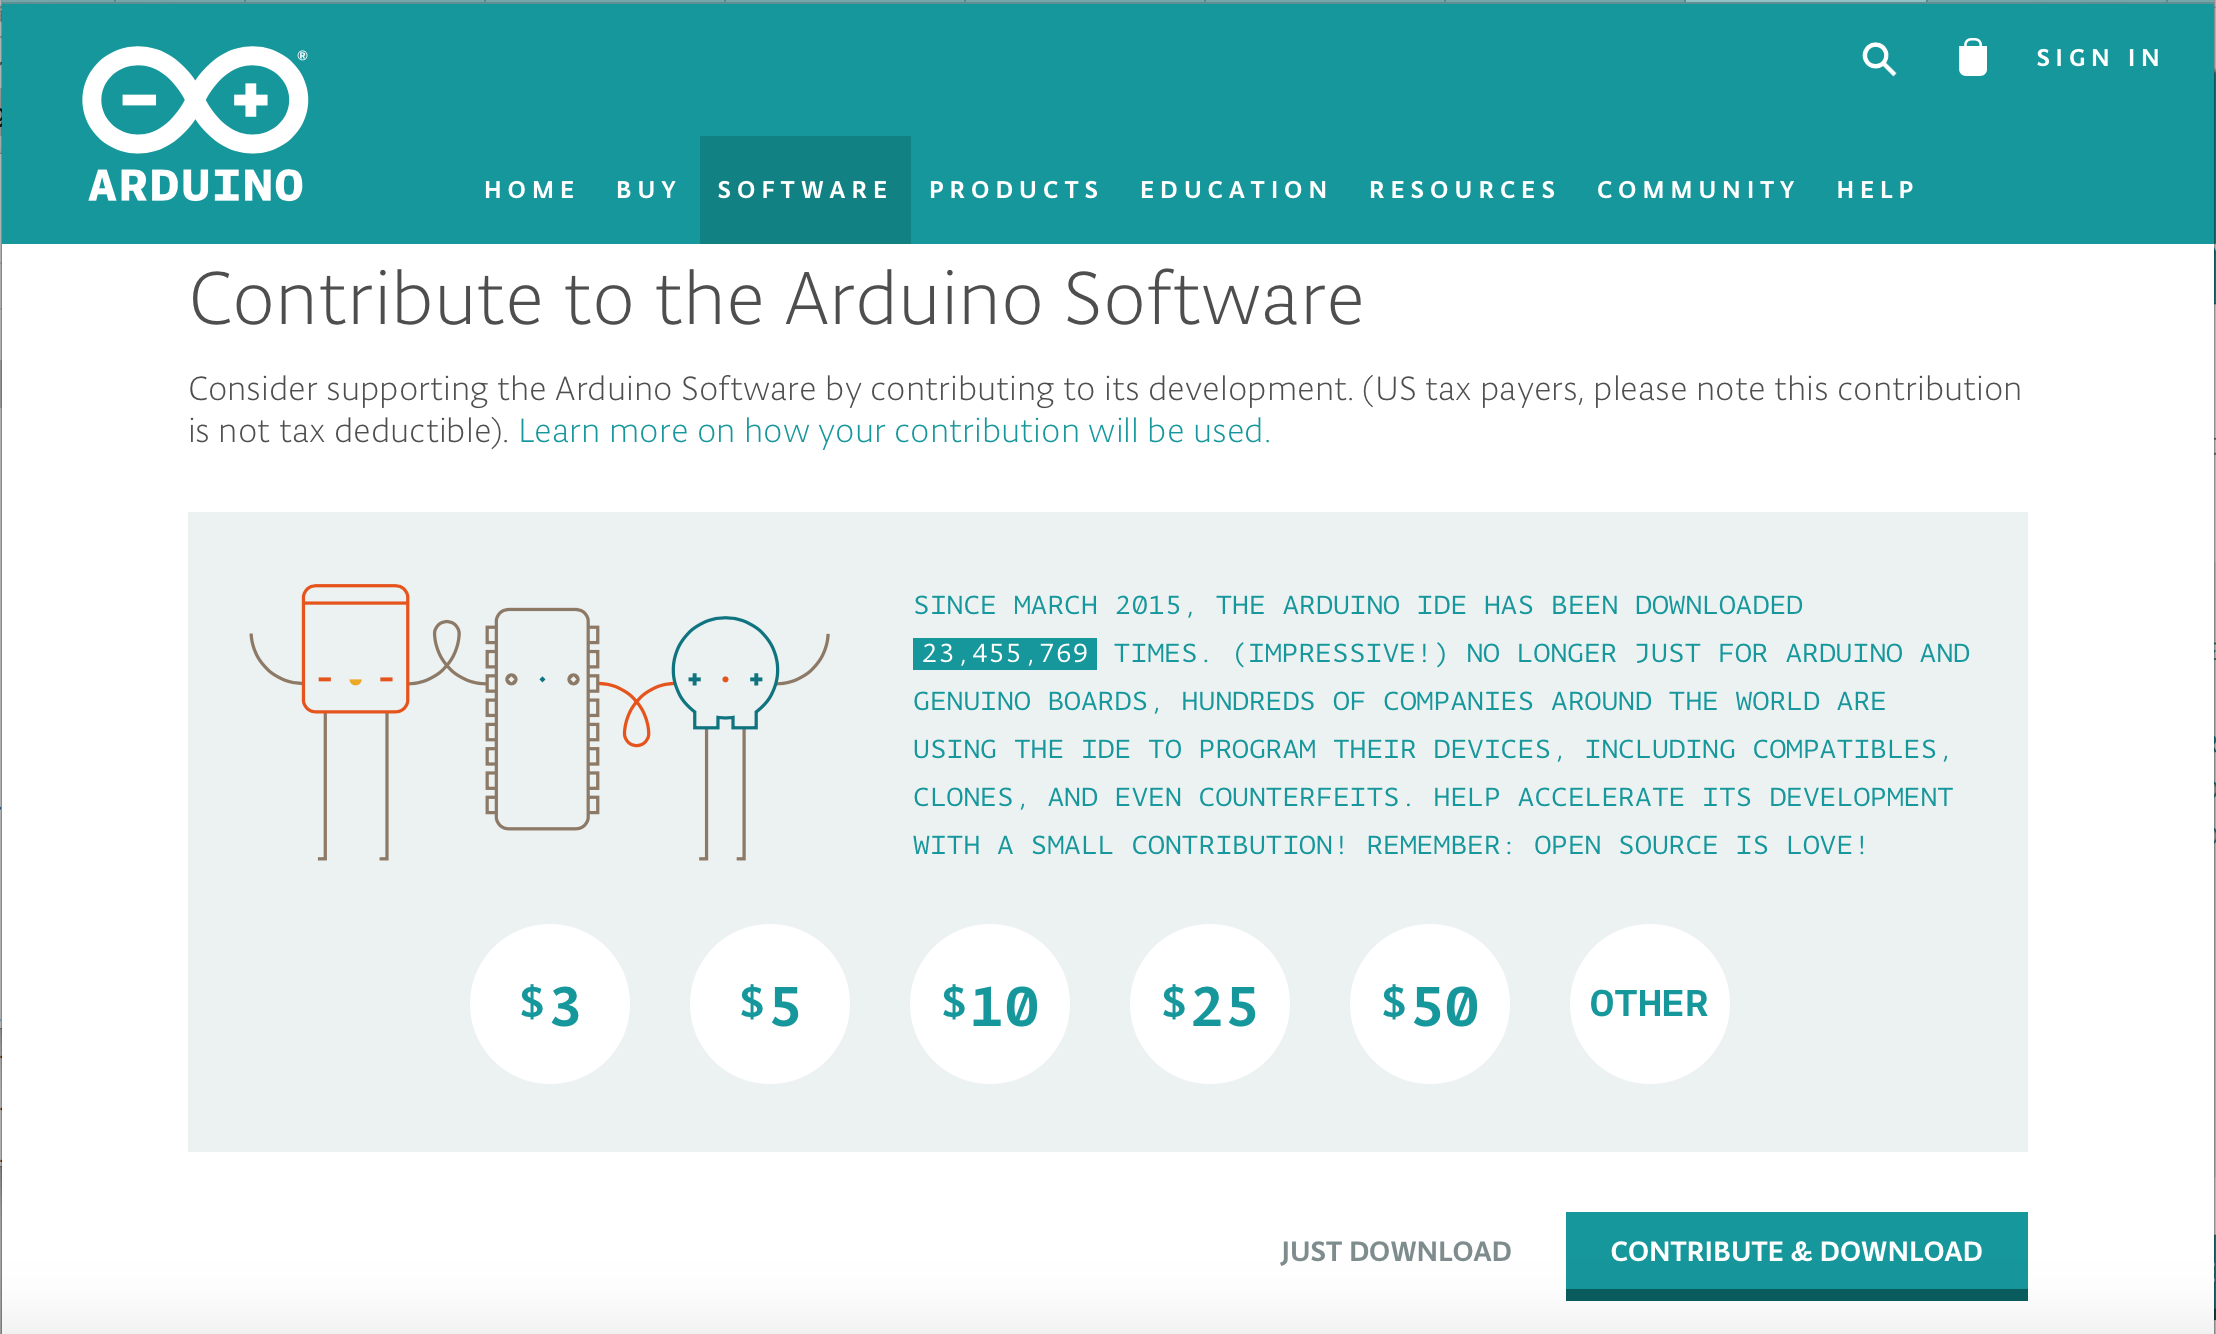 SIGN IN
ARDUINO
HOME BUY SOFTWARE PRODUCTS EDUCATION RESOURCES COMMUNITY HELP
Contribute to the Arduino Software
Consider supporting the Arduino Software by contributing to its development. (US tax payers, please note this contribution
is not tax deductible). Learn more on how your contribution will be used.
SINCE MARCH 2015, THE ARDUINO IDE HAS BEEN DOWNLOADED
23,455,769 TIMES. (IMPRESSIVE!) NO LONGER JUST FOR ARDUINO AND
GENUINO BOARDS, HUNDREDS OF COMPANIES AROUND THE WORLD ARE
USING THE IDE TO PROGRAM THEIR DEVICES, INCLUDING COMPATIBLES,
CLONES, AND EVEN COUNTERFEITS. HELP ACCELERATE ITS DEVELOPMENT
WITH A SMALL CONTRIBUTION! REMEMBER: OPEN SOURCE IS LOVE!
$3 $5 $10 $25 $50 OTHER
JUST DOWNLOAD CONTRIBUTE & DOWNLOAD